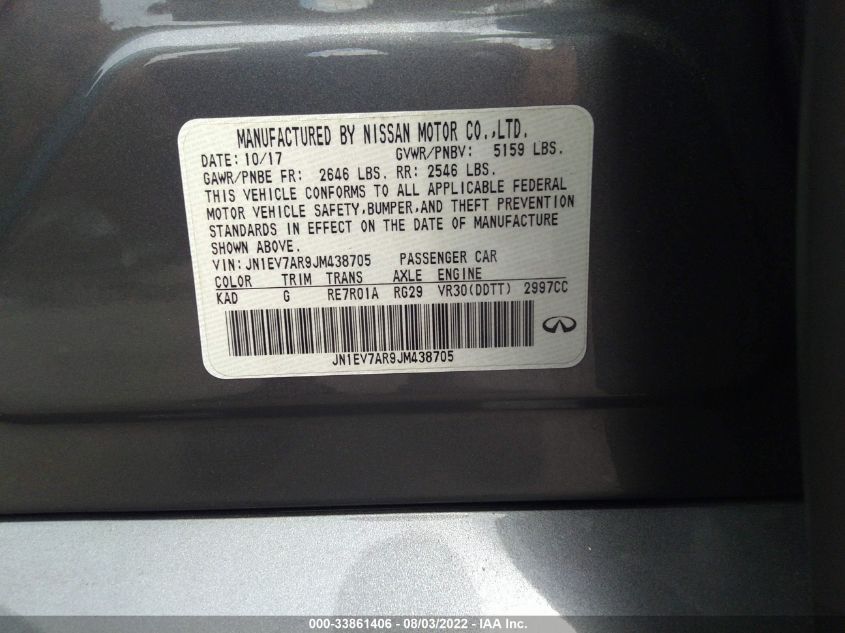 MANUFACTURED BY NISSAN MOTOR CO.,LTD.
DATE: 10/17 GVWR/PNBV: 5159 LBS.
GAWR/PNBE FR: 2646 LBS. RR: 2546 LBS.
THIS VEHICLE CONFORMS TO ALL APPLICABLE FEDERAL
MOTOR VEHICLE SAFETY,BUMPER,AND THEFT PREVENTION
STANDARDS IN EFFECT ON THE DATE OF MANUFACTURE
SHOWN ABOVE.
VIN: JN1EV7AR9JM438705 PASSENGER CAR
COLOR TRIM TRANS AXLE ENGINE
KAD G RE7R01A RG29 VR30(DDTT) 2997CC
JN1EV7AR9JM438705
000-33861406 - 08/03/2022 - IAA Inc.